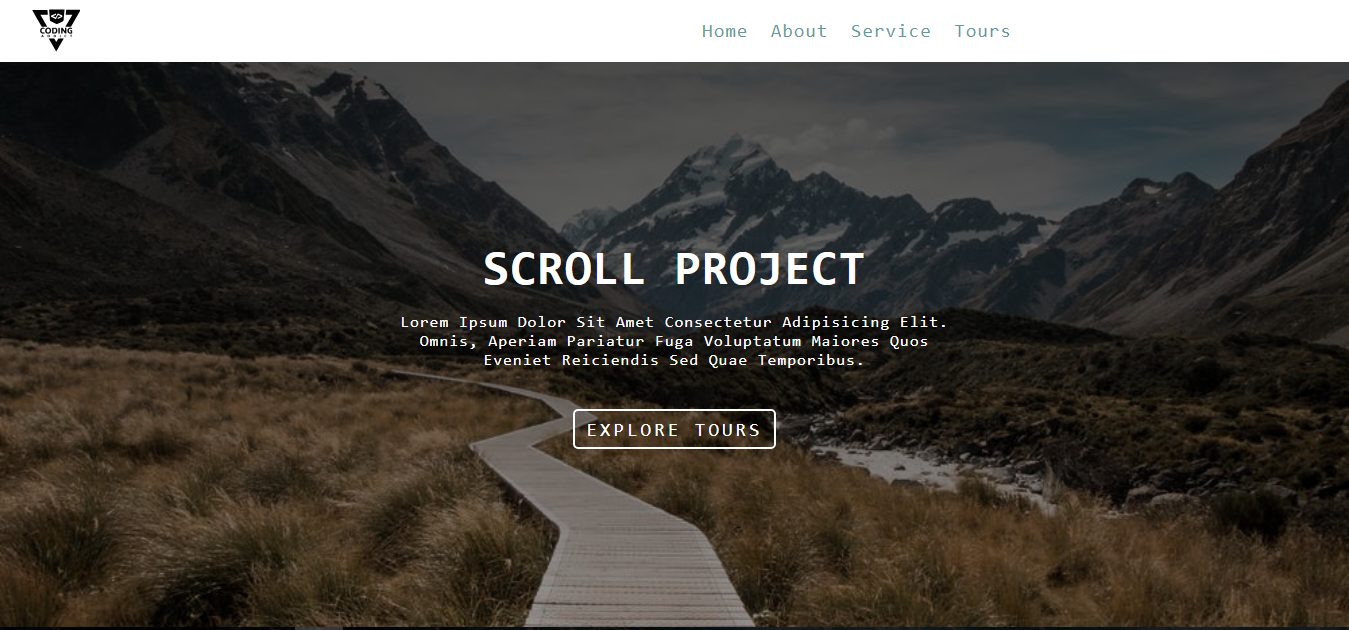 </>
CODING
ADDICT
Home About Service Tours
SCROLL PROJECT
Lorem Ipsum Dolor Sit Amet Consectetur Adipisicing Elit.
Omnis, Aperiam Pariatur Fuga Voluptatum Maiores Quos
Eveniet Reiciendis Sed Quae Temporibus.
EXPLORE TOURS